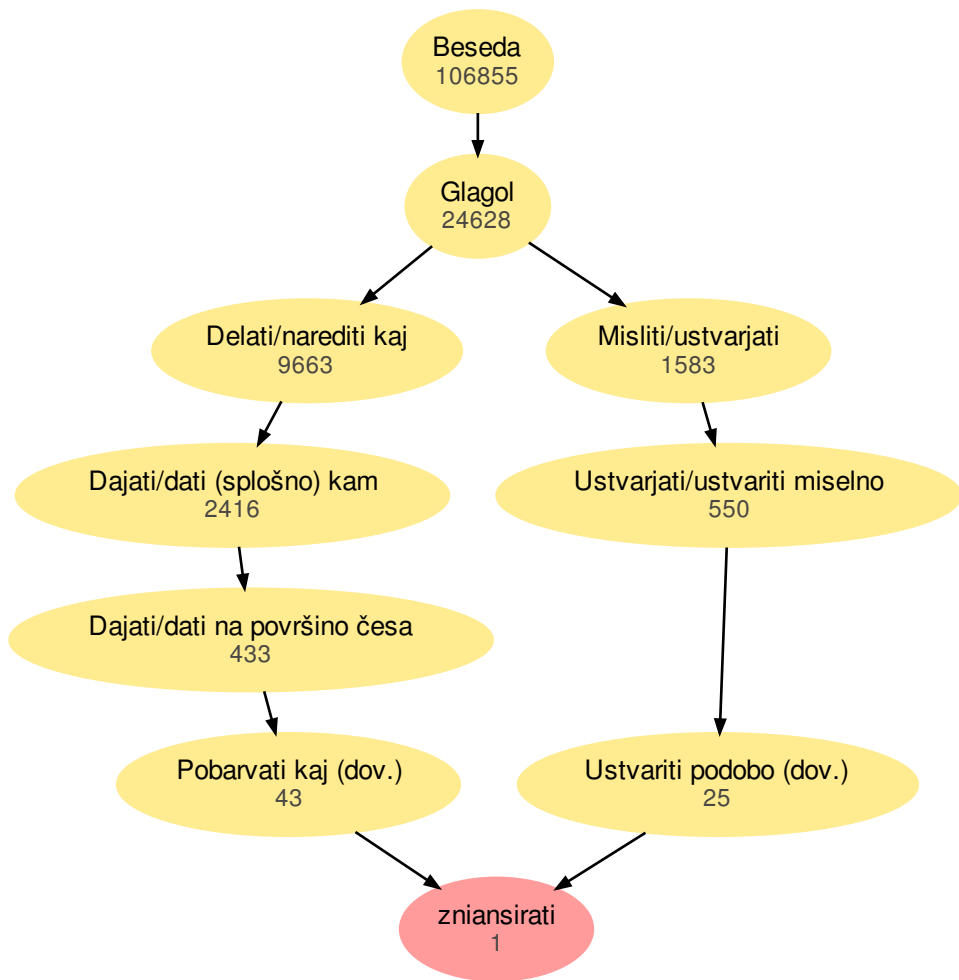 Beseda
106855
Glagol
24628
Delati/narediti kaj
9663
Misliti/ustvarjati
1583
Dajati/dati (splošno) kam
2416
Ustvarjati/ustvariti miselno
550
Dajati/dati na površino česa
433
Pobarvati kaj (dov.)
43
Ustvariti podobo (dov.)
25
zniansirati
1